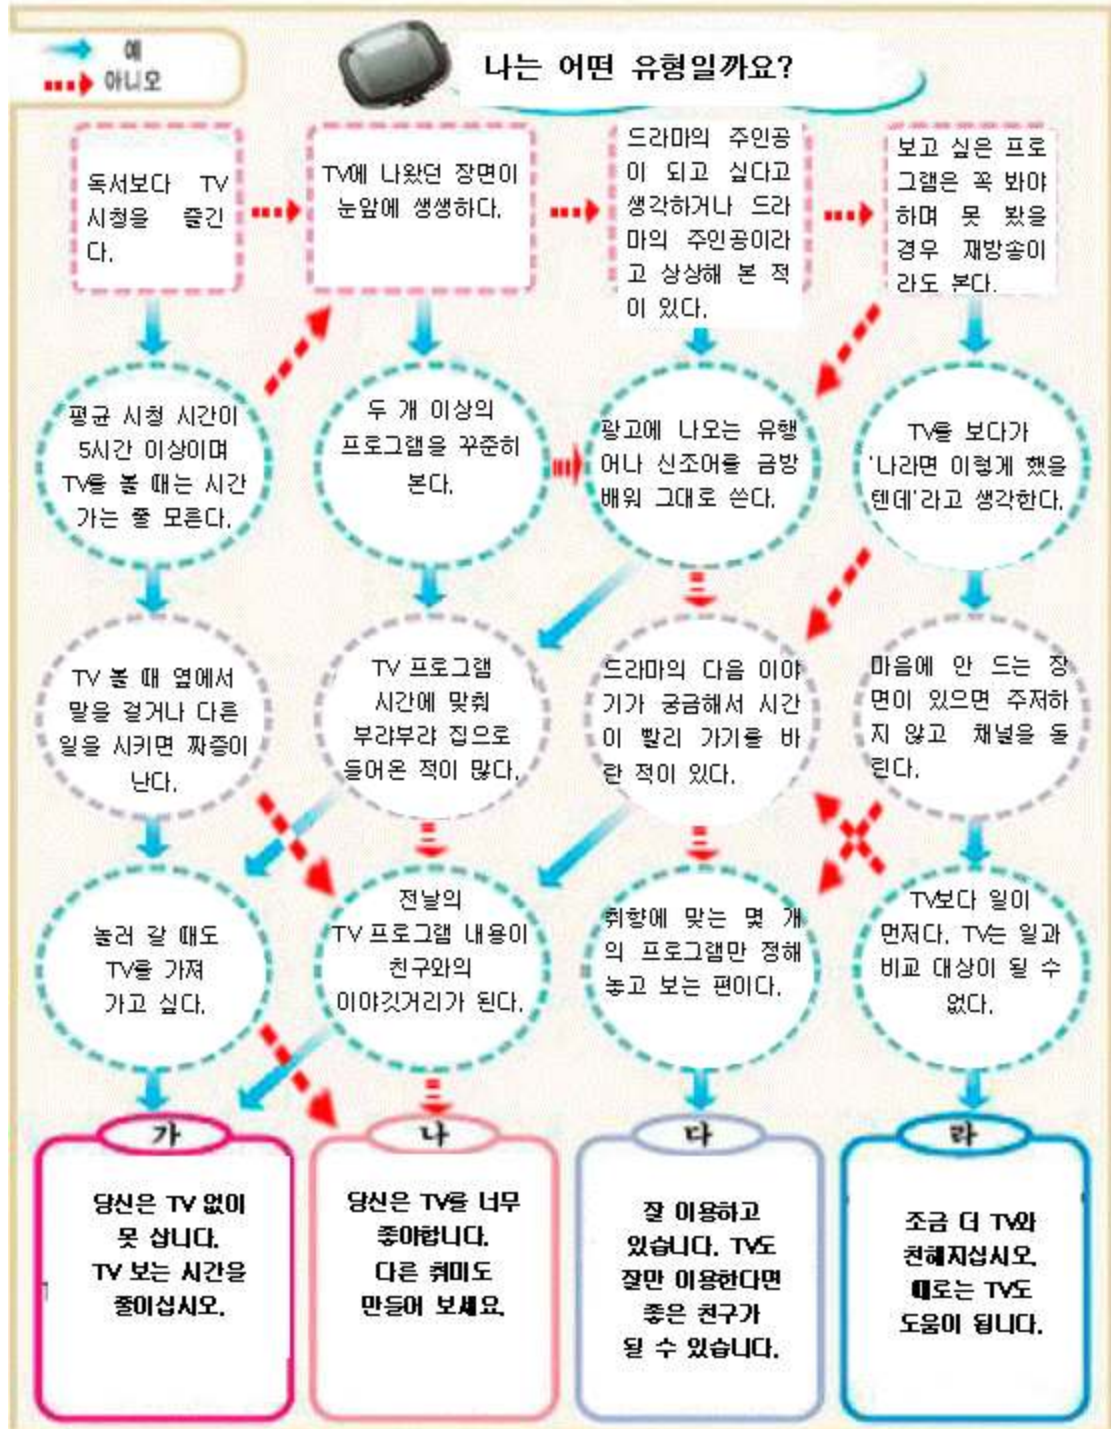 예
아니오
나는 어떤 유형일까요?
독서보다 TV
시청을 즐긴
다.
TV에 나왔던 장면이
눈앞에 생생하다.
드라마의 주인공
이 되고 싶다고
생각하거나 드라
마의 주인공이라
고 상상해 본 적
이 있다.
보고 싶은 프로
그램은 꼭 봐야
하며 못 봤을
경우 재방송이
라도 본다.
평균 시청 시간이
5시간 이상이며
TV를 볼 때는 시간
가는 줄 모른다.
두 개 이상의
프로그램을 꾸준히
본다.
광고에 나오는 유행
어나 신조어를 금방
배워 그대로 쓴다.
TV를 보다가
'나라면 이렇게 했을
텐데'라고 생각한다.
TV 볼 때 옆에서
말을 걸거나 다른
일을 시키면 짜증이
난다.
TV 프로그램
시간에 맞춰
부랴부랴 집으로
들어온 적이 많다.
드라마의 다음 이야
기가 궁금해서 시간
이 빨리 가기를 바
란 적이 있다.
마음에 안 드는 장
면이 있으면 주저하
지 않고 채널을 돌
린다.
놀러 갈 때도
TV를 가져
가고 싶다.
전날의
TV 프로그램 내용이
친구와의
이야깃거리가 된다.
취향에 맞는 몇 개
의 프로그램만 정해
놓고 보는 편이다.
TV보다 일이
먼저다. TV는 일과
비교 대상이 될 수
없다.
가
당신은 TV 없이
못 삽니다.
TV 보는 시간을
줄이십시오.
나
당신은 TV를 너무
좋아합니다.
다른 취미도
만들어 보세요.
다
잘 이용하고
있습니다. TV도
잘만 이용한다면
좋은 친구가
될 수 있습니다.
라
조금 더 TV와
친해지십시오.
때로는 TV도
도움이 됩니다.